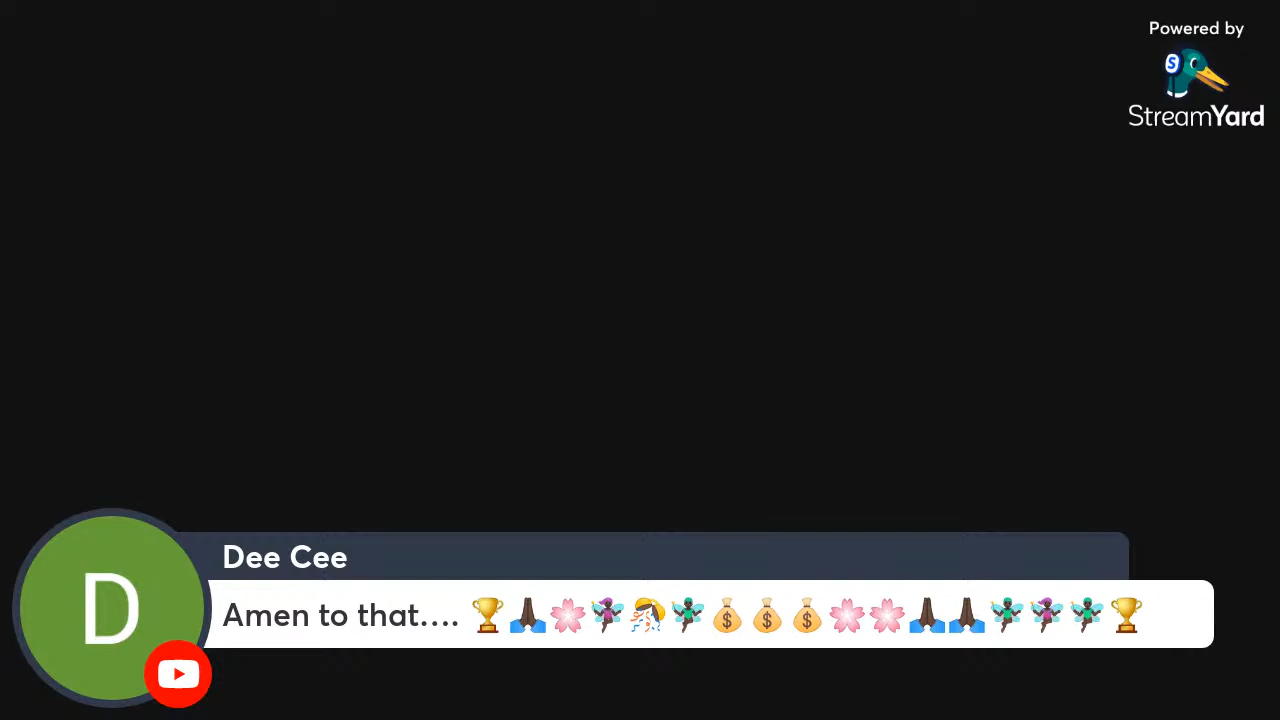 Powered by
StreamYard
Dee Cee
D
Amen to that.... 🏆🙏🏿🌸🧚🏿‍♀️🎊🧚🏿‍♂️💰💰💰🌸🌸🙏🏿🙏🏿🧚🏿‍♂️🧚🏿‍♀️🧚🏿‍♂️🏆